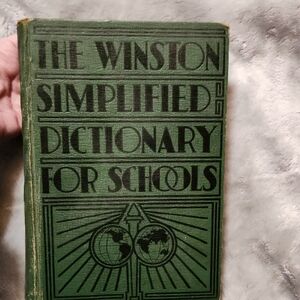 THE WINSTON
SIMPLIFIED
DICTIONARY
FOR SCHOOLS